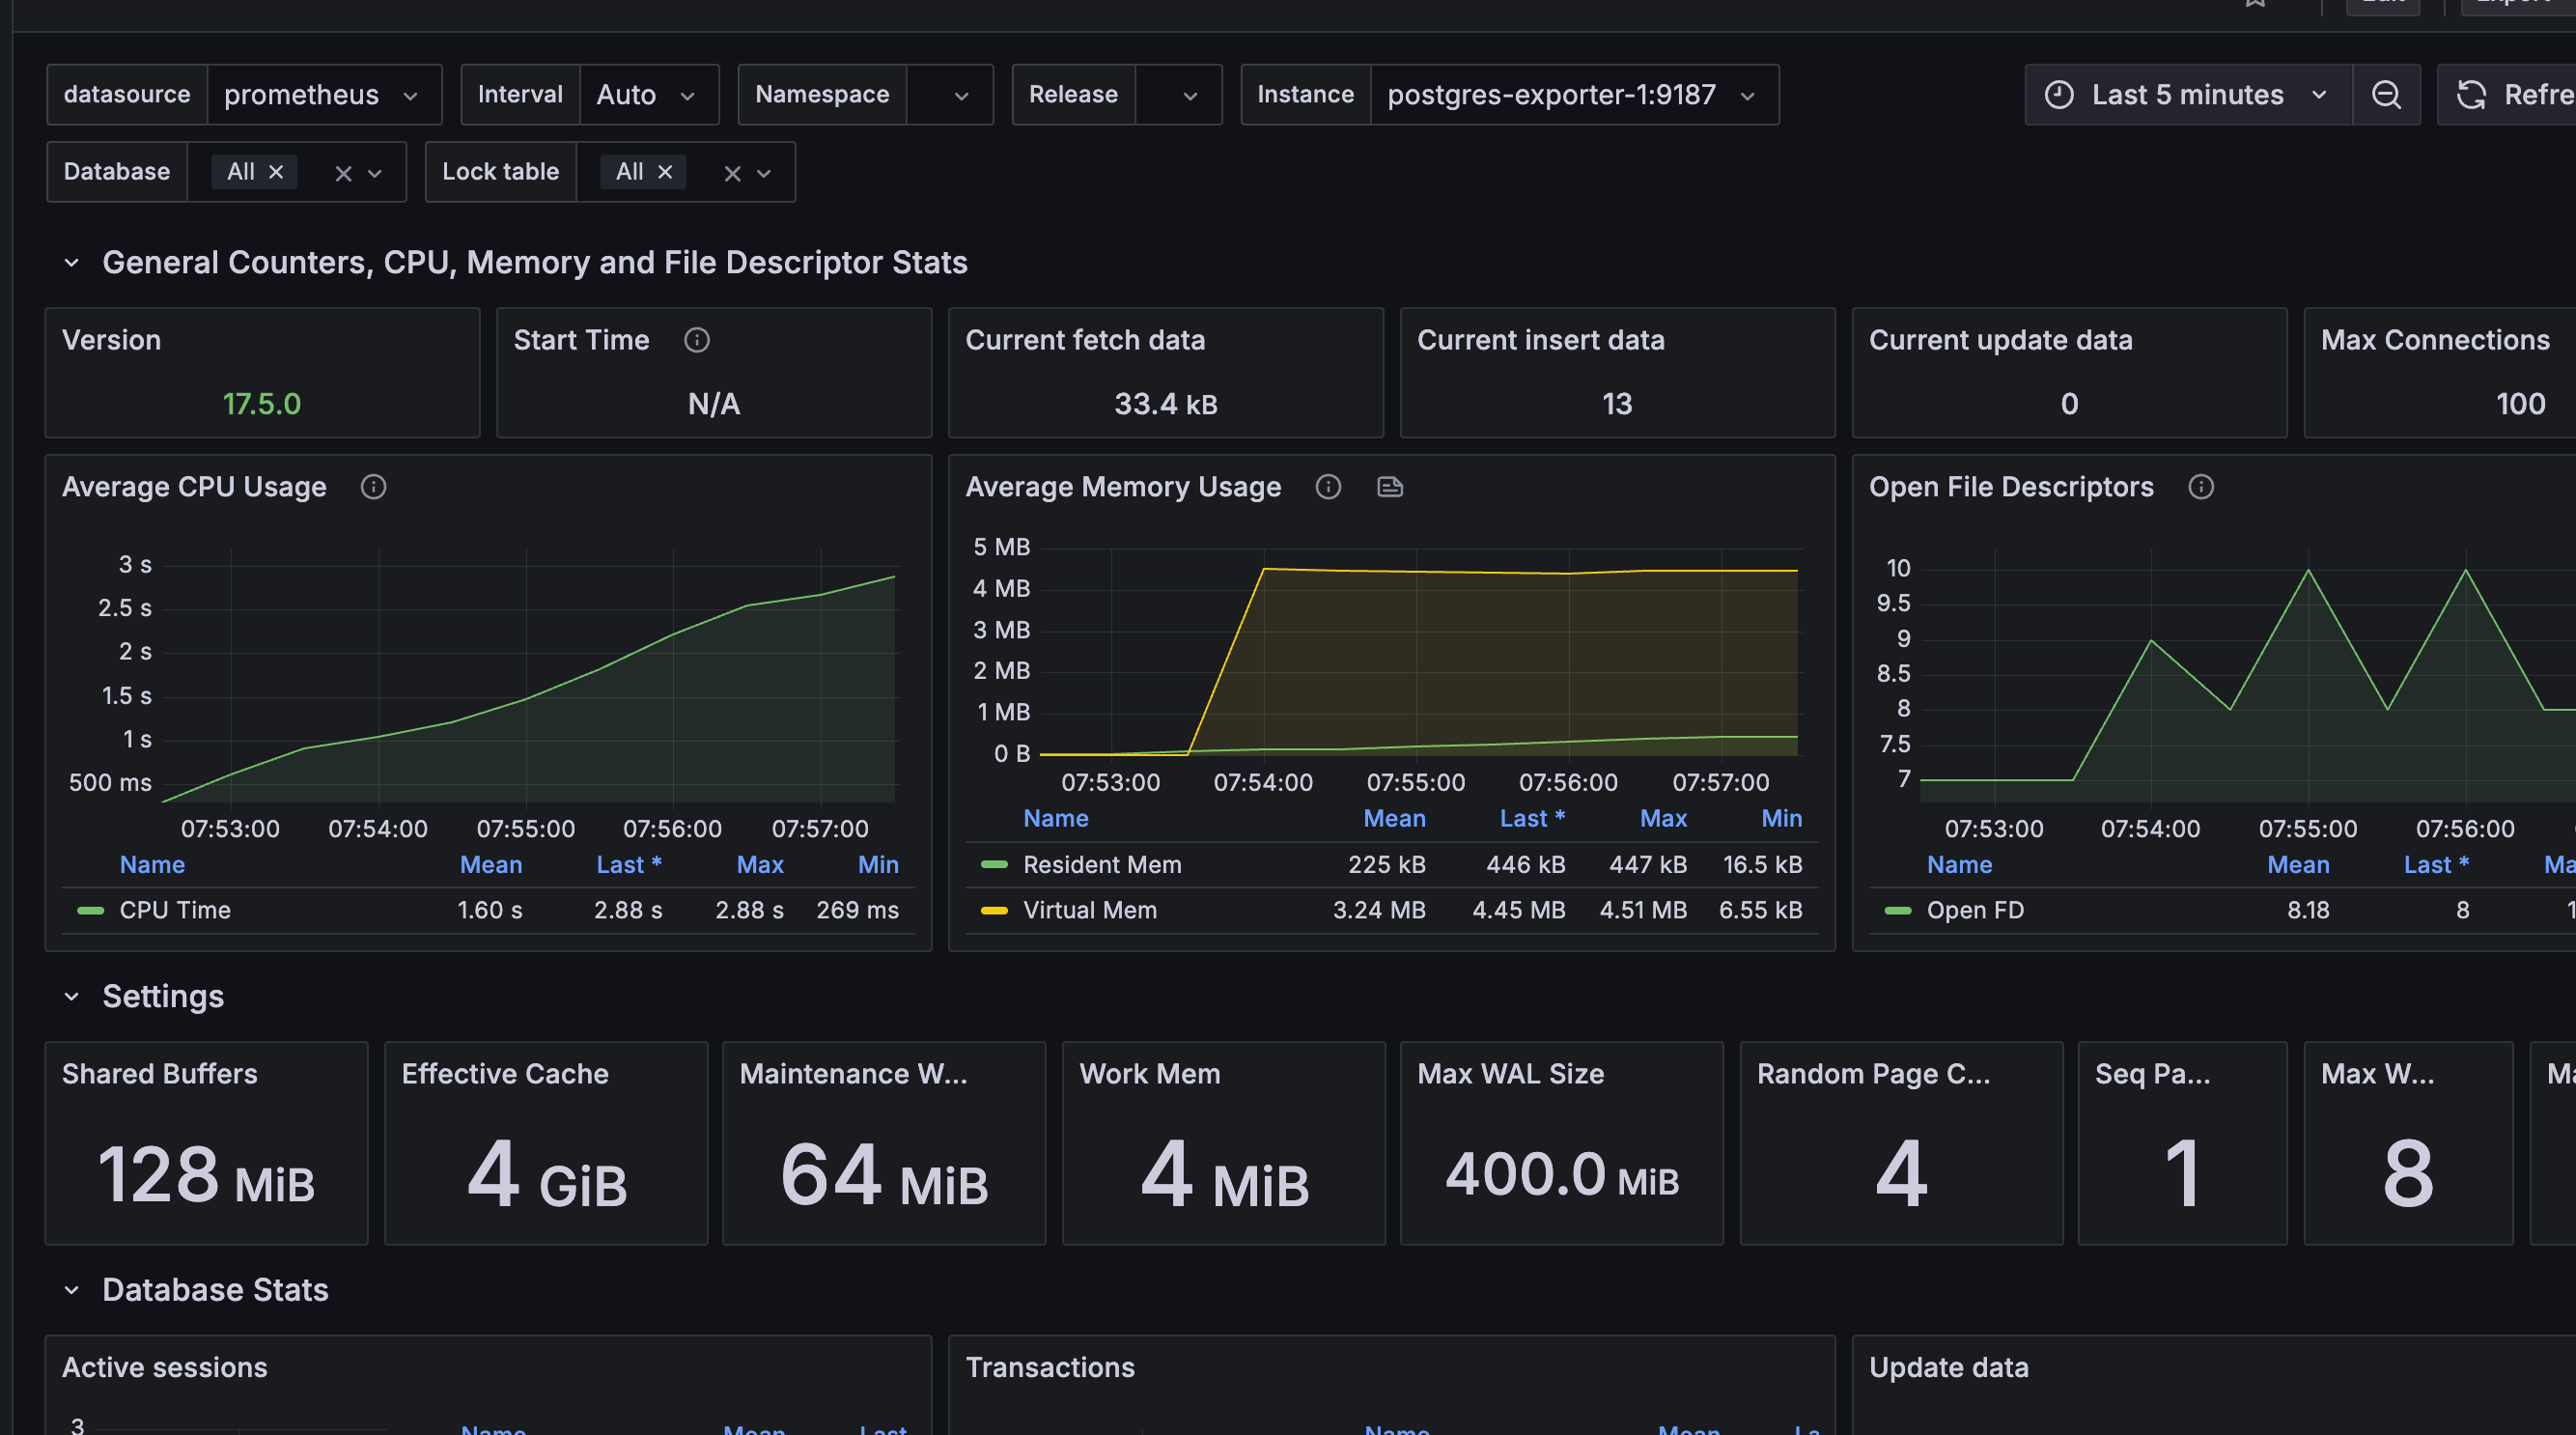 datasource prometheus Interval Auto Namespace Release Instance postgres-exporter-1:9187 Last 5 minutes
Database All Lock table All
General Counters, CPU, Memory and File Descriptor Stats
Version Start Time Current fetch data Current insert data Current update data Max Connections
17.5.0 N/A 33.4 kB 13 0 100
Average CPU Usage
3 s
2.5 s
2 s
1.5 s
1 s
500 ms
07:53:00 07:54:00 07:55:00 07:56:00 07:57:00
Name Mean Last * Max Min
CPU Time 1.60 s 2.88 s 2.88 s 269 ms
Average Memory Usage
5 MB
4 MB
3 MB
2 MB
1 MB
0 B
07:53:00 07:54:00 07:55:00 07:56:00 07:57:00
Name Mean Last * Max Min
Resident Mem 225 kB 446 kB 447 kB 16.5 kB
Virtual Mem 3.24 MB 4.45 MB 4.51 MB 6.55 kB
Open File Descriptors
10
9.5
9
8.5
8
7.5
7
07:53:00 07:54:00 07:55:00 07:56:00
Name Mean Last *
Open FD 8.18 8
Settings
Shared Buffers Effective Cache Maintenance W... Work Mem Max WAL Size Random Page C... Seq Pa... Max W...
128 MiB 4 GiB 64 MiB 4 MiB 400.0 MiB 4 1 8
Database Stats
Active sessions Transactions Update data
3 Name Mean Last Name Mean